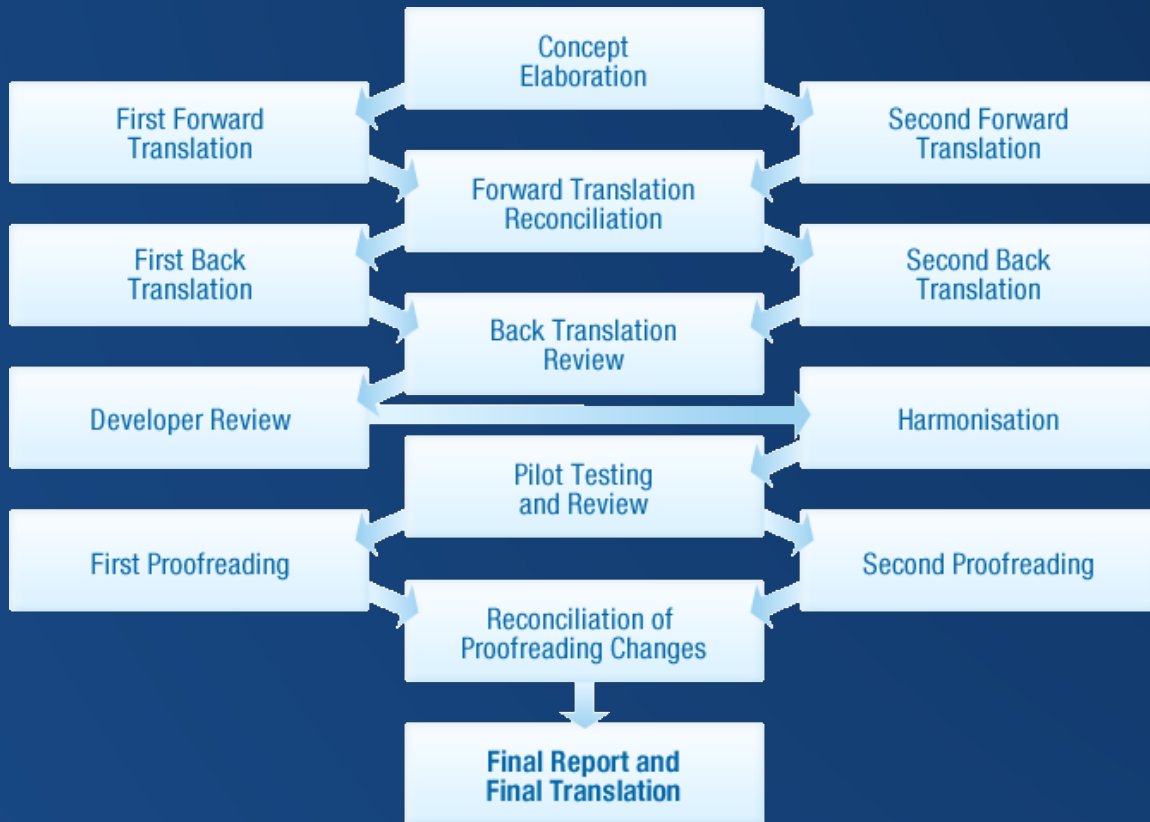 Concept
Elaboration
First Forward
Translation
Second Forward
Translation
Forward Translation
Reconciliation
First Back
Translation
Second Back
Translation
Back Translation
Review
Developer Review
Harmonisation
Pilot Testing
and Review
First Proofreading
Second Proofreading
Reconciliation of
Proofreading Changes
Final Report and
Final Translation